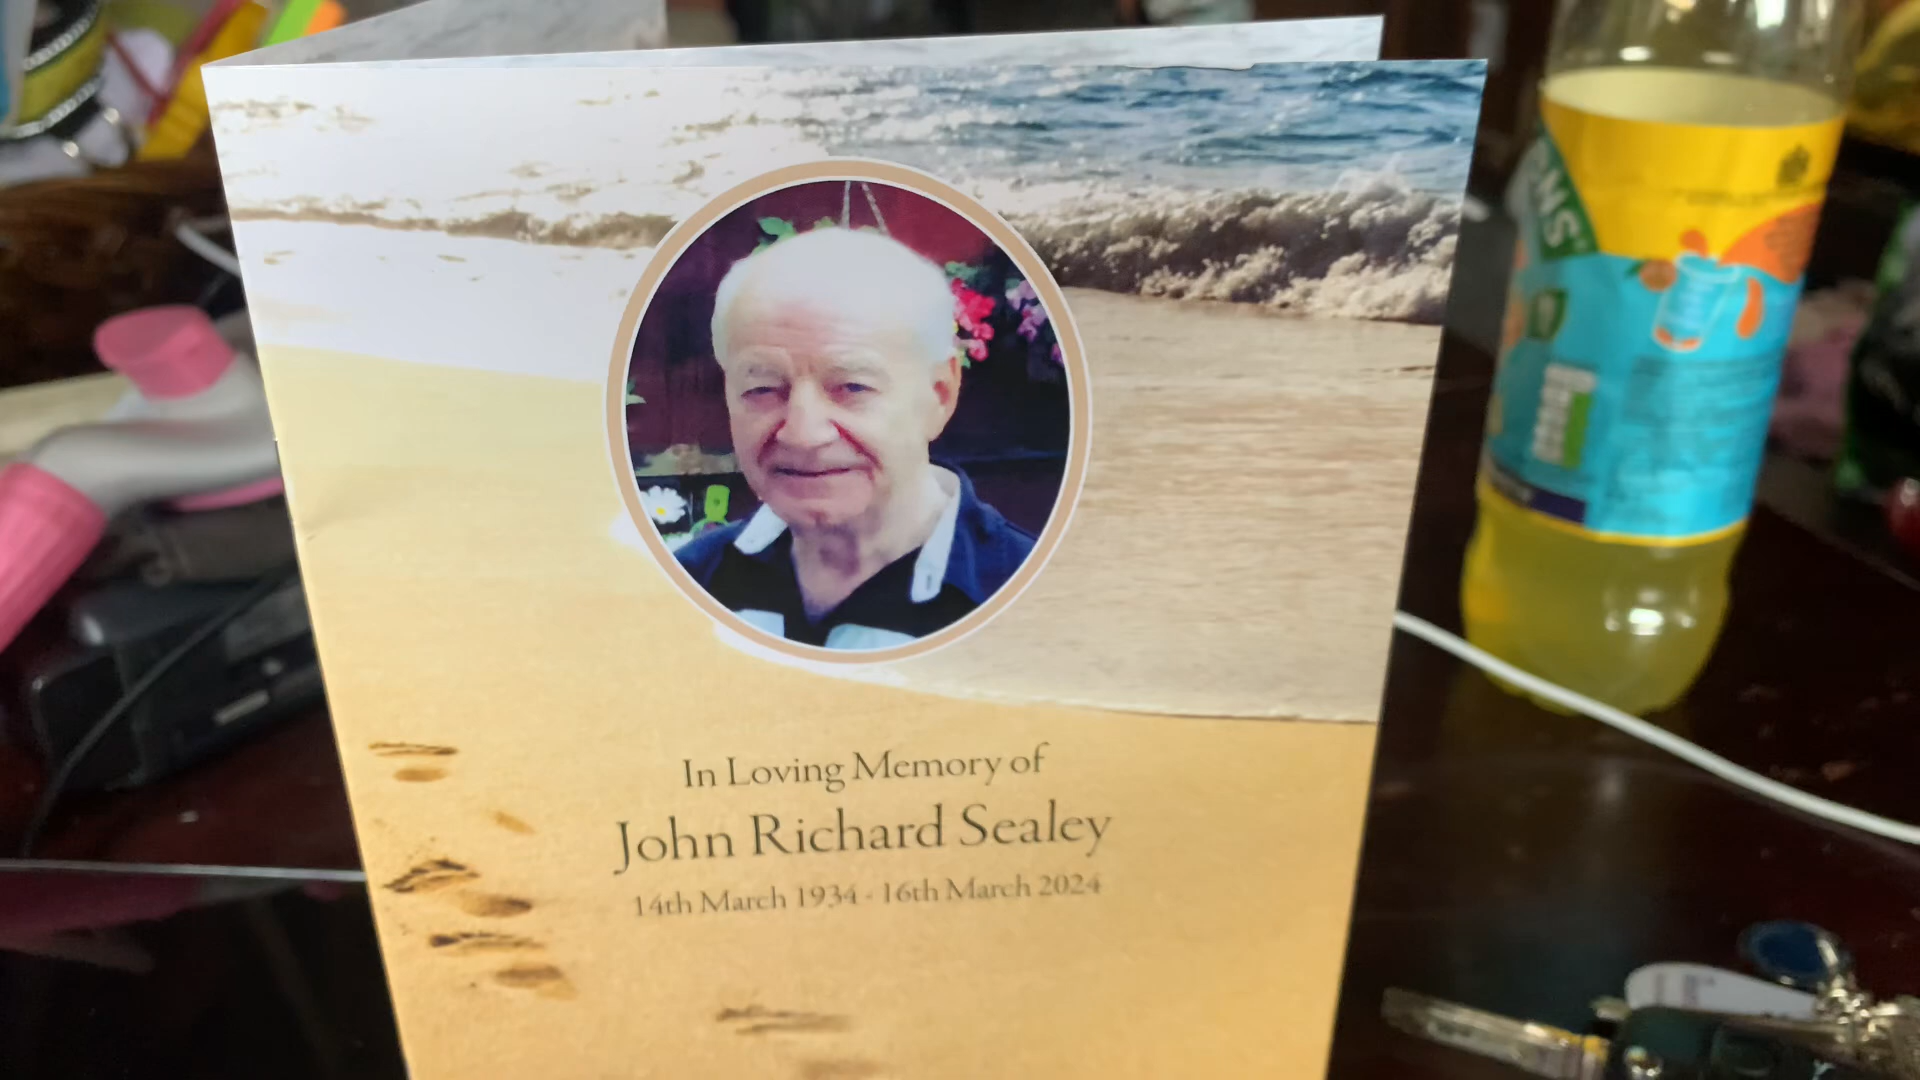 In Loving Memory of
John Richard Sealey
14th March 1934 - 16th March 2024